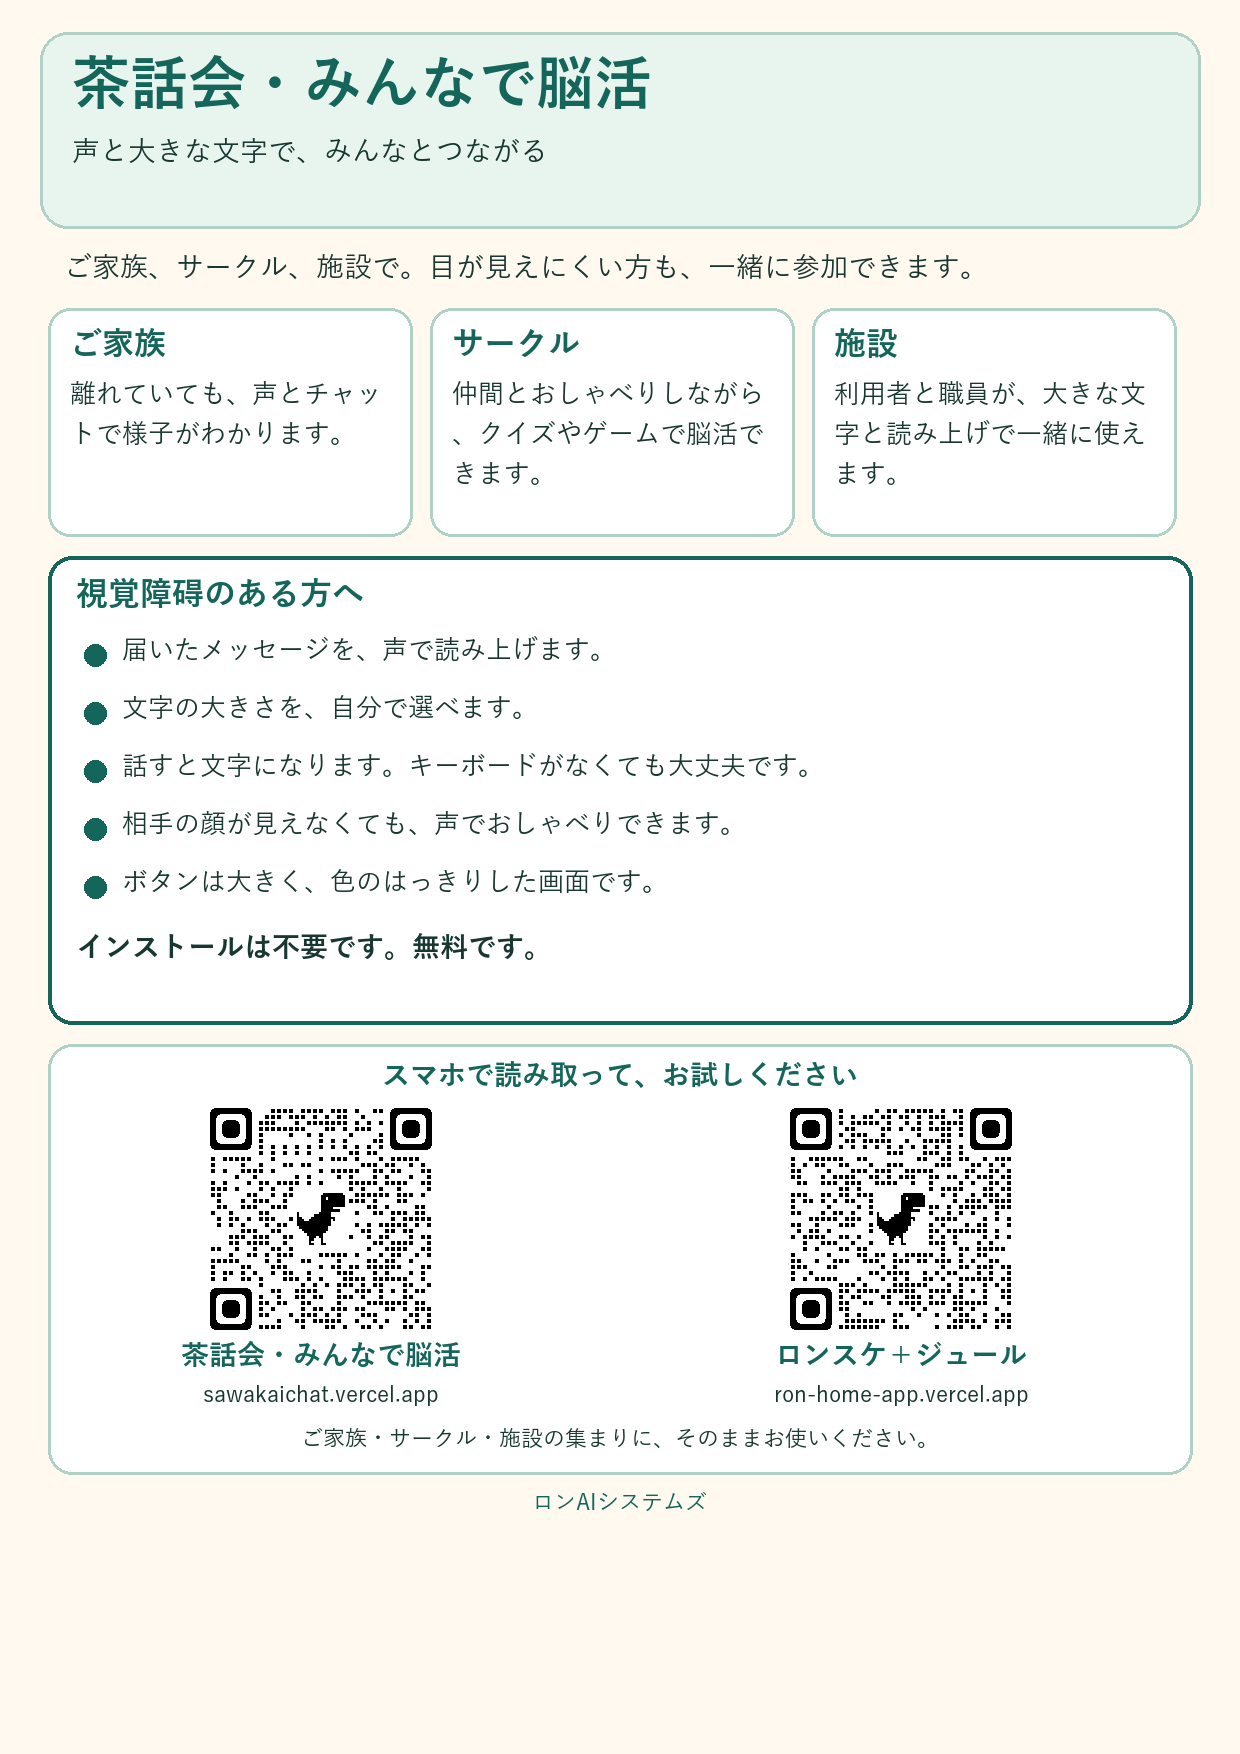 茶話会・みんなで脳活
声と大きな文字で、みんなとつながる
ご家族、サークル、施設で。目が見えにくい方も、一緒に参加できます。
ご家族
離れていても、声とチャッ
トで様子がわかります。
サークル
仲間とおしゃべりしながら
、クイズやゲームで脳活で
きます。
施設
利用者と職員が、大きな文
字と読み上げで一緒に使え
ます。
視覚障碍のある方へ
● 届いたメッセージを、声で読み上げます。
● 文字の大きさを、自分で選べます。
● 話すと文字になります。キーボードがなくても大丈夫です。
● 相手の顔が見えなくても、声でおしゃべりできます。
● ボタンは大きく、色のはっきりした画面です。
インストールは不要です。無料です。
スマホで読み取って、お試しください
茶話会・みんなで脳活
sawakaichat.vercel.app
ロンスケ＋ジュール
ron-home-app.vercel.app
ご家族・サークル・施設の集まりに、そのままお使いください。
ロンAIシステムズ